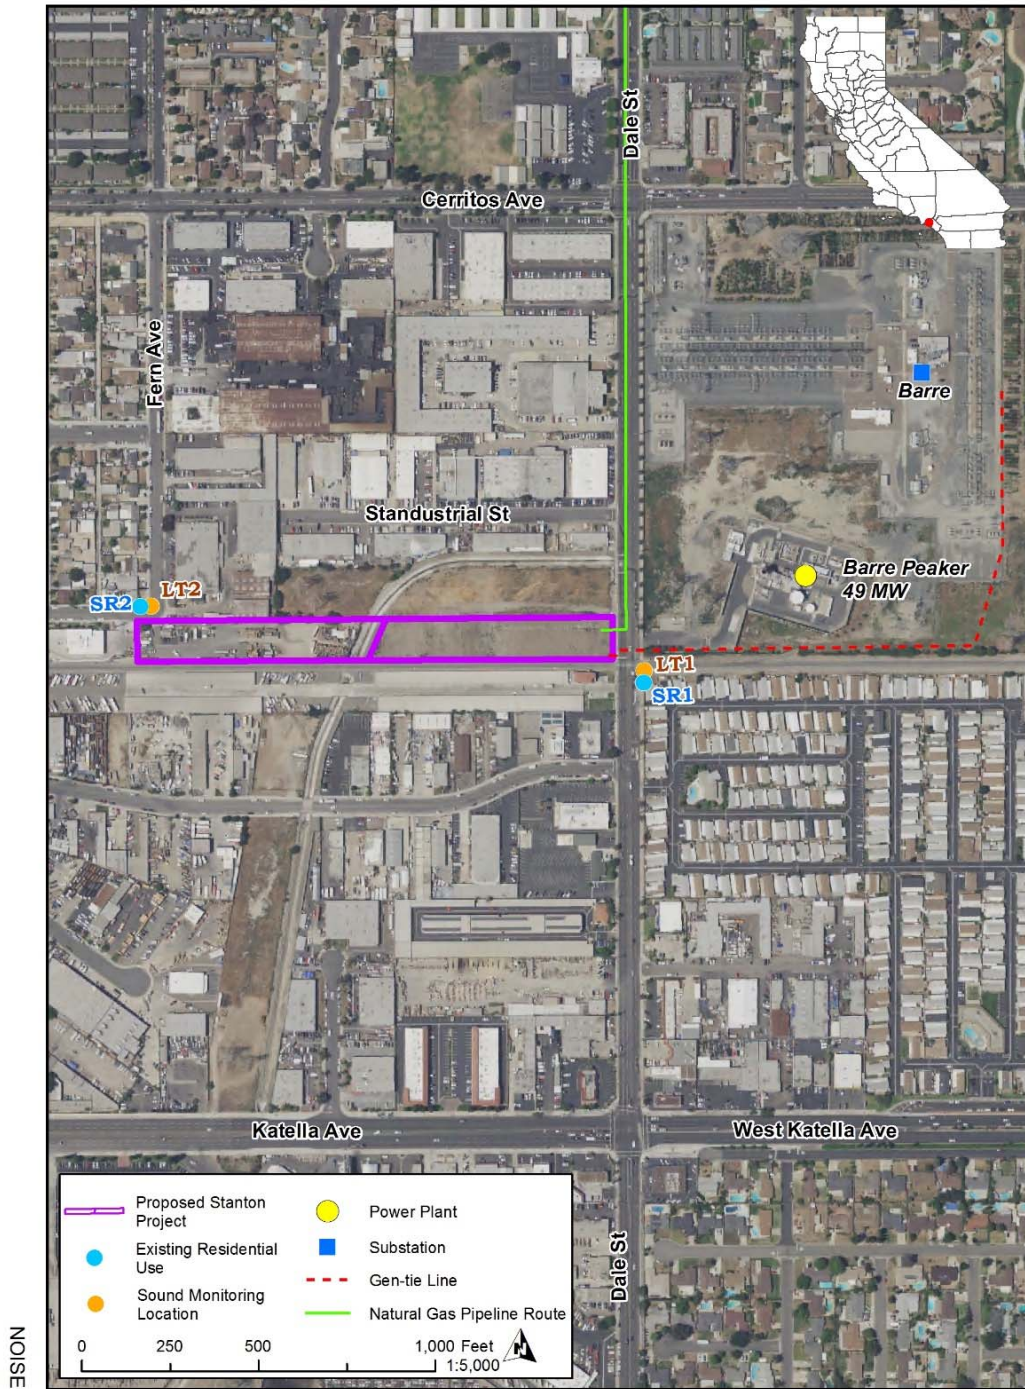 Dale St
Cerritos Ave
Fern Ave
Barre
Standustrial St
Barre Peaker
49 MW
LT2
SR2
LT1
SR1
Katella Ave
West Katella Ave
Dale St
Proposed Stanton
Project
Existing Residential
Use
Sound Monitoring
Location
Power Plant
Substation
Gen-tie Line
Natural Gas Pipeline Route
0 250 500 1,000 Feet
1:5,000
N
NOISE